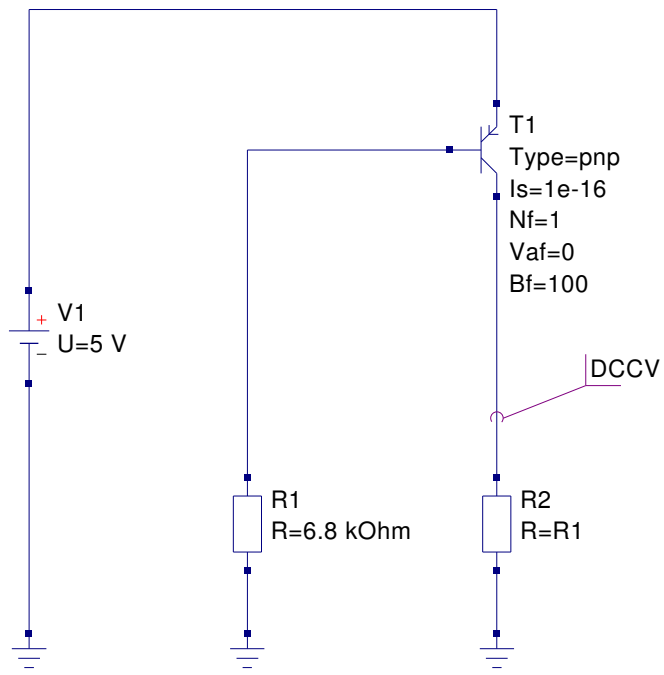 T1
Type=pnp
Is=1e-16
Nf=1
Vaf=0
Bf=100
V1
U=5 V
DCCV
R1
R=6.8 kOhm
R2
R=R1